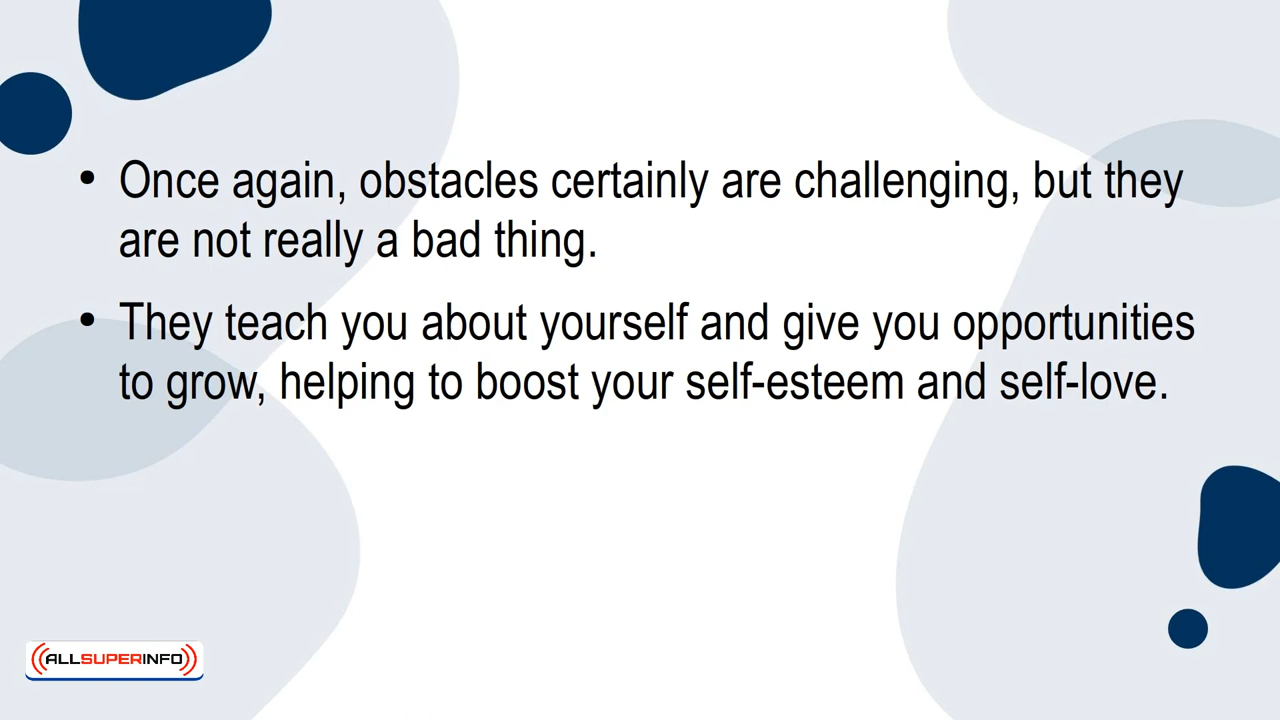 • Once again, obstacles certainly are challenging, but they
are not really a bad thing.
• They teach you about yourself and give you opportunities
to grow, helping to boost your self-esteem and self-love.
ALLSUPERINFO